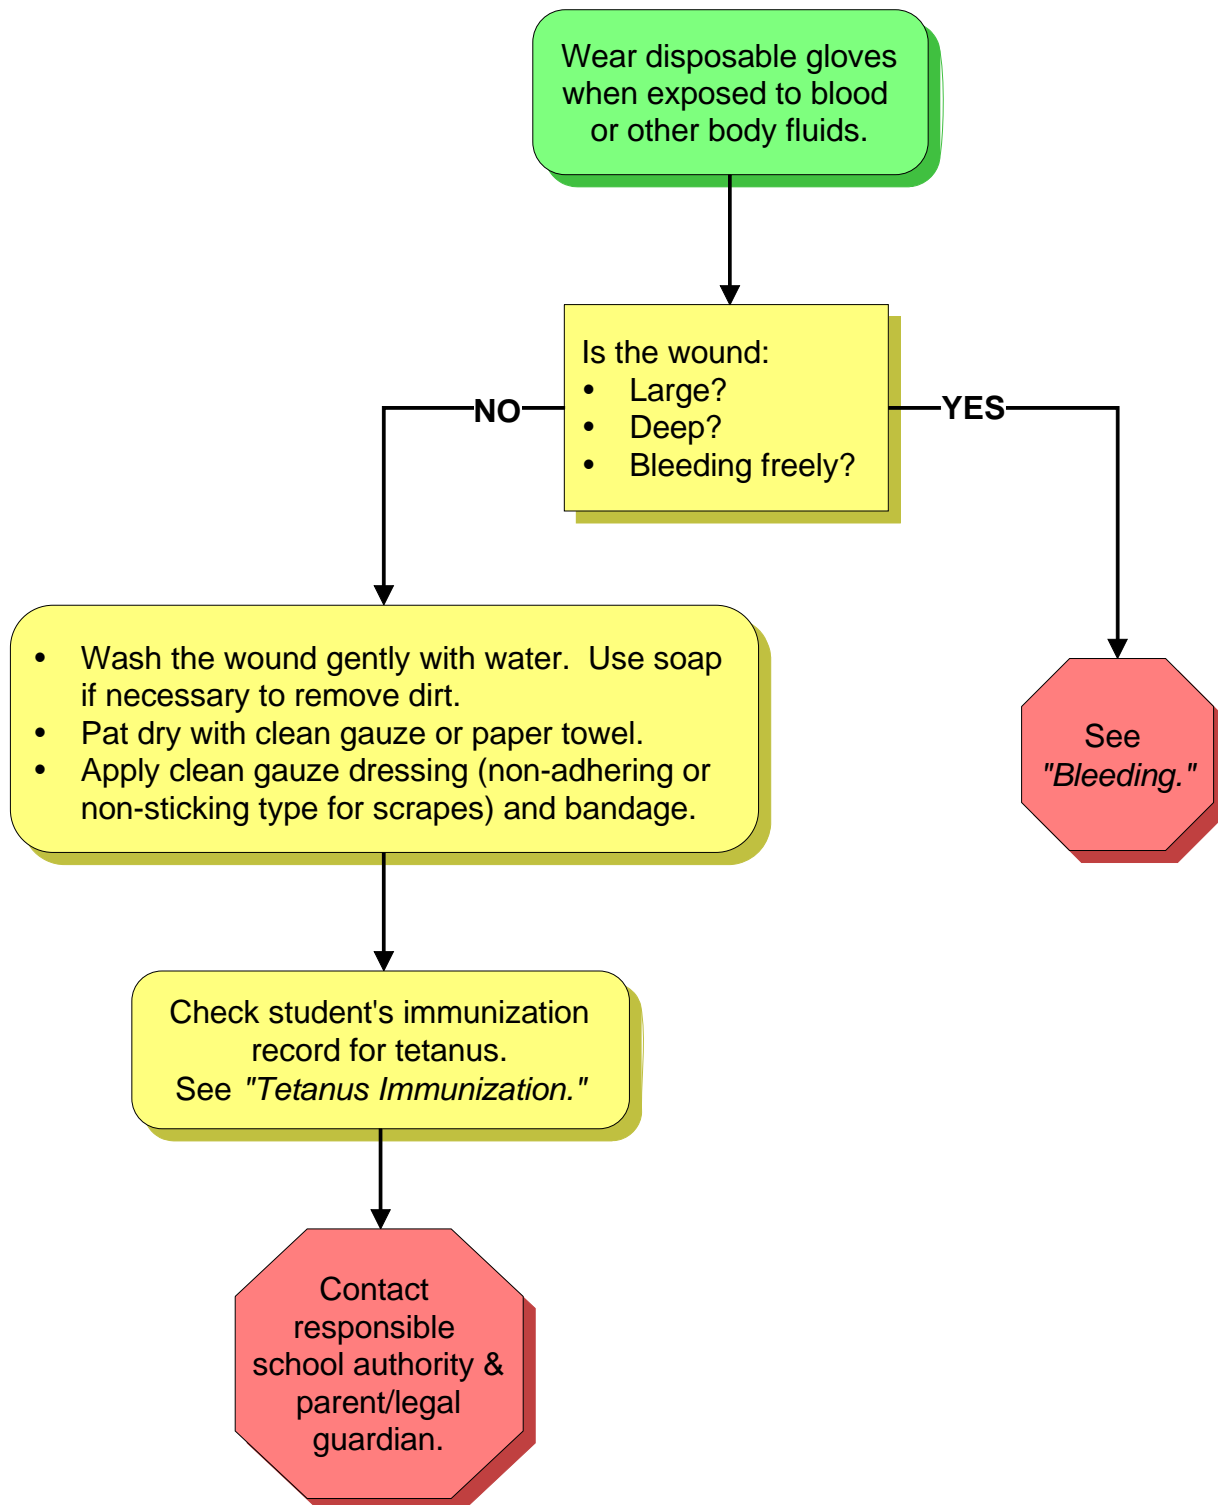 Wear disposable gloves
when exposed to blood
or other body fluids.
Is the wound:
• Large?
• Deep?
• Bleeding freely?
NO
YES
• Wash the wound gently with water.  Use soap
if necessary to remove dirt.
• Pat dry with clean gauze or paper towel.
• Apply clean gauze dressing (non-adhering or
non-sticking type for scrapes) and bandage.
See
"Bleeding."
Check student's immunization
record for tetanus.
See "Tetanus Immunization."
Contact
responsible
school authority &
parent/legal
guardian.